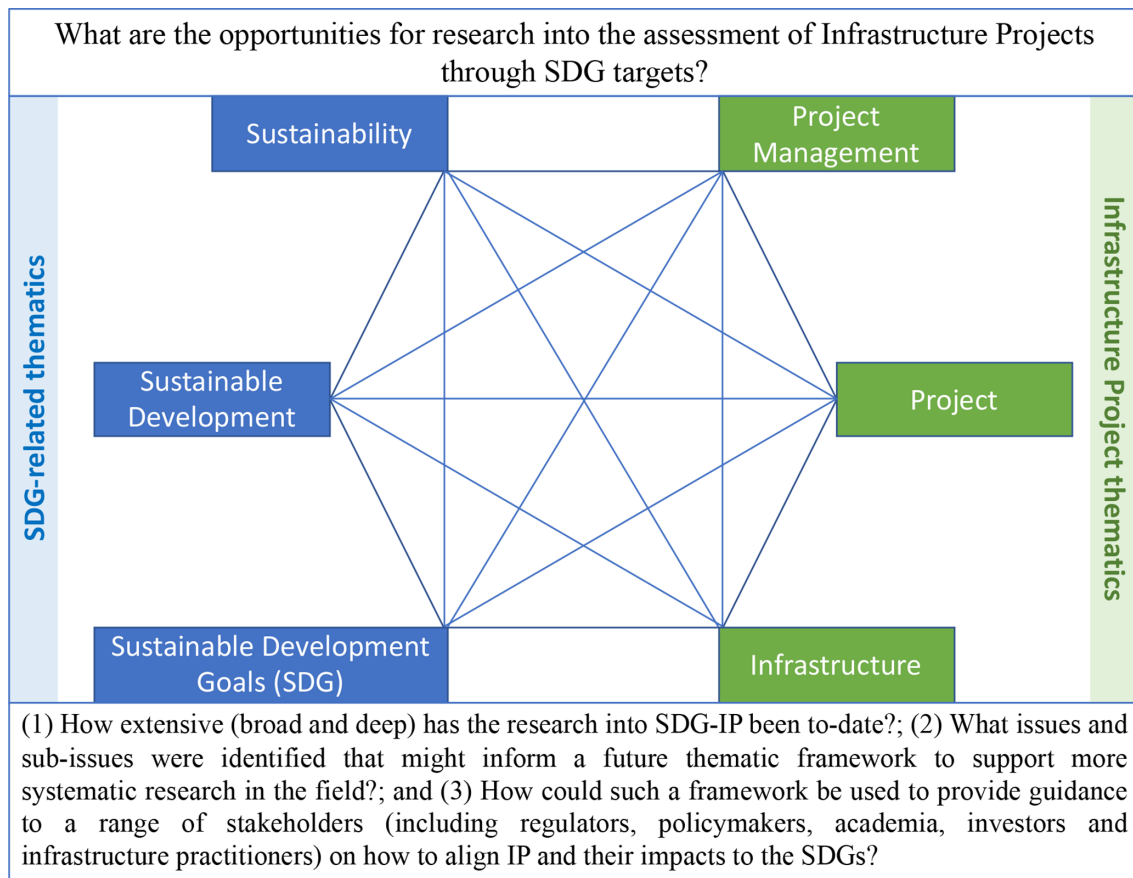 What are the opportunities for research into the assessment of Infrastructure Projects
through SDG targets?
SDG-related thematics
Sustainability
Project
Management
Sustainable
Development
Project
Sustainable Development
Goals (SDG)
Infrastructure
Infrastructure Project thematics
(1) How extensive (broad and deep) has the research into SDG-IP been to-date?; (2) What issues and
sub-issues were identified that might inform a future thematic framework to support more
systematic research in the field?; and (3) How could such a framework be used to provide guidance
to a range of stakeholders (including regulators, policymakers, academia, investors and
infrastructure practitioners) on how to align IP and their impacts to the SDGs?